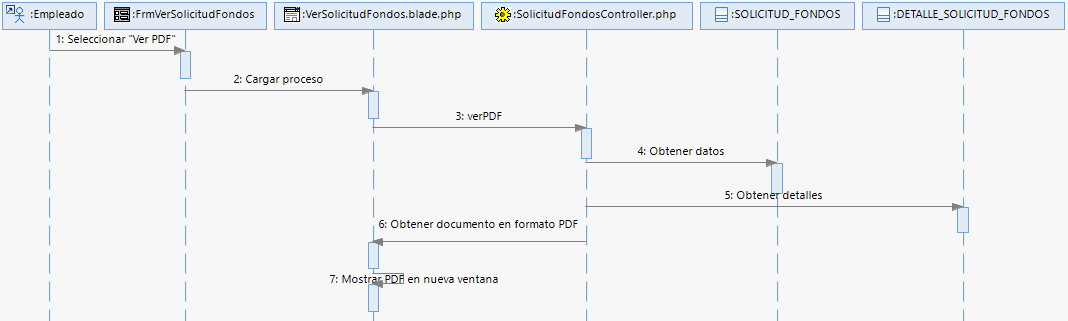 :Empleado
:FrmVerSolicitudFondos
:VerSolicitudFondos.blade.php
:SolicitudFondosController.php
:SOLICITUD_FONDOS
:DETALLE_SOLICITUD_FONDOS
1: Seleccionar "Ver PDF"
2: Cargar proceso
3: verPDF
4: Obtener datos
5: Obtener detalles
6: Obtener documento en formato PDF
7: Mostrar PDF en nueva ventana